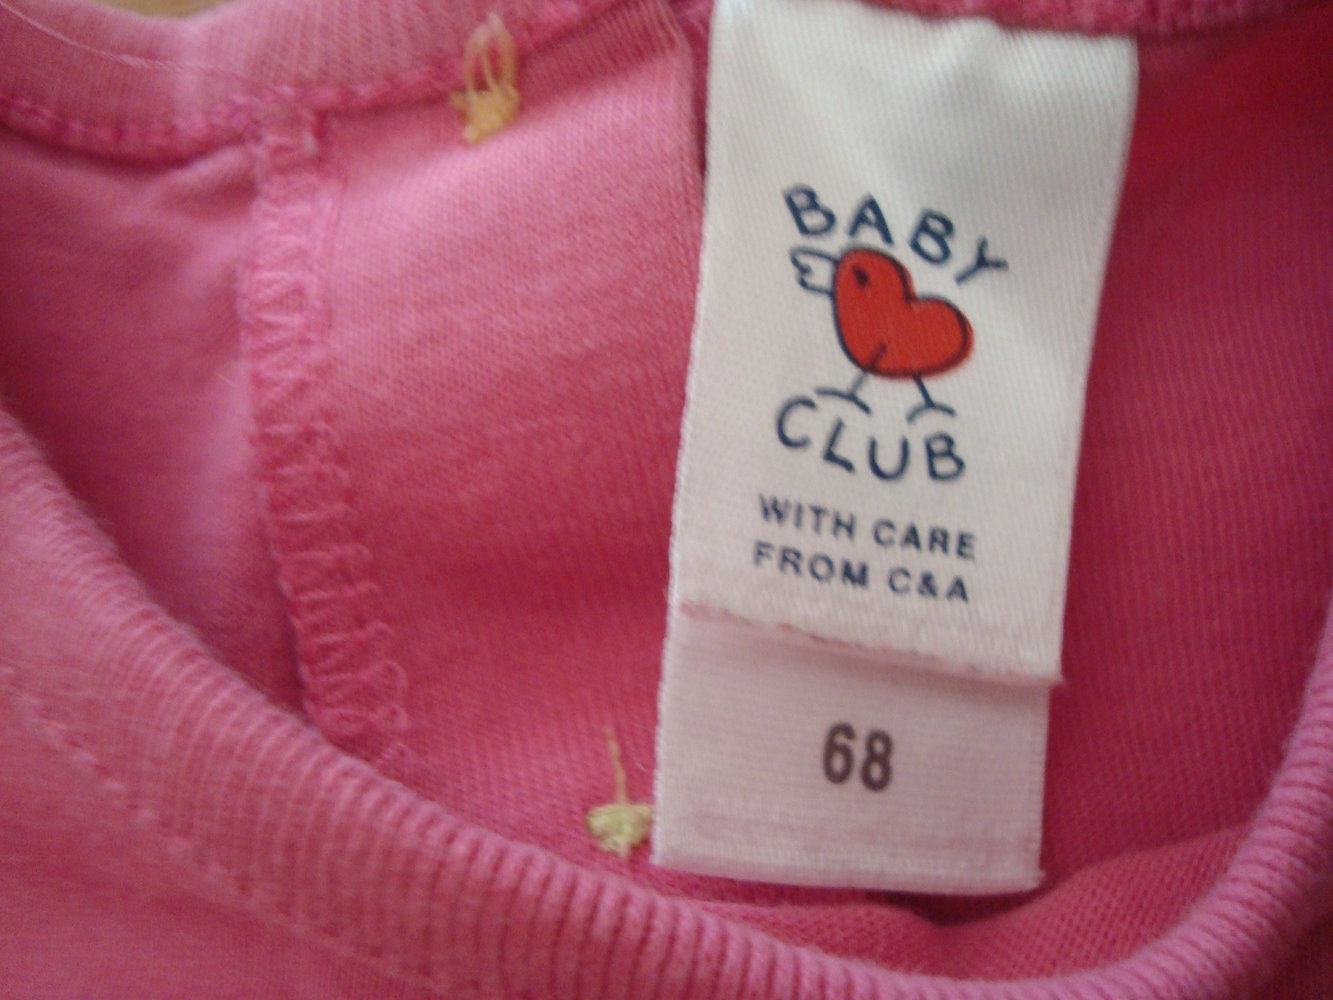 BABY
CLUB
WITH CARE
FROM C&A
68